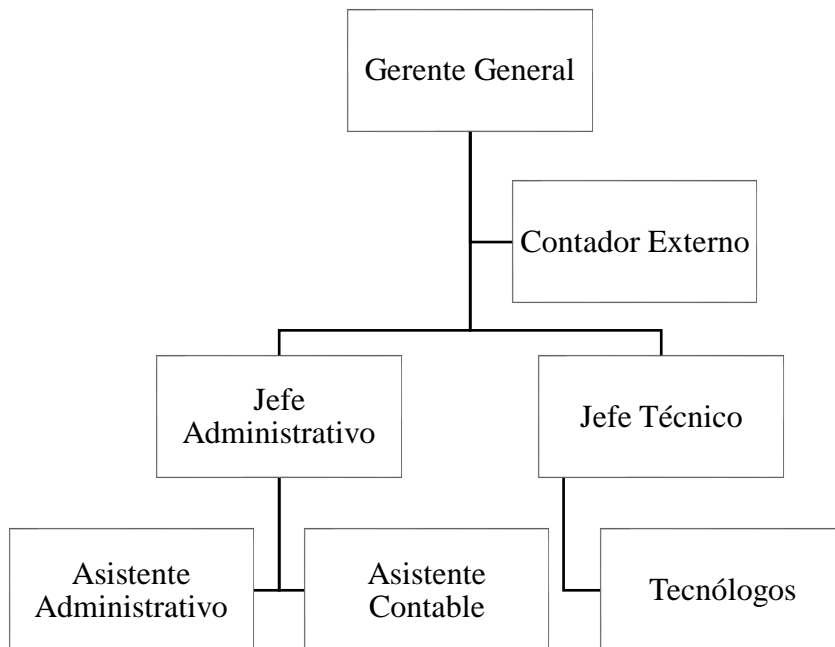 Gerente General
Contador Externo
Jefe
Administrativo
Jefe Técnico
Asistente
Administrativo
Asistente
Contable
Tecnólogos